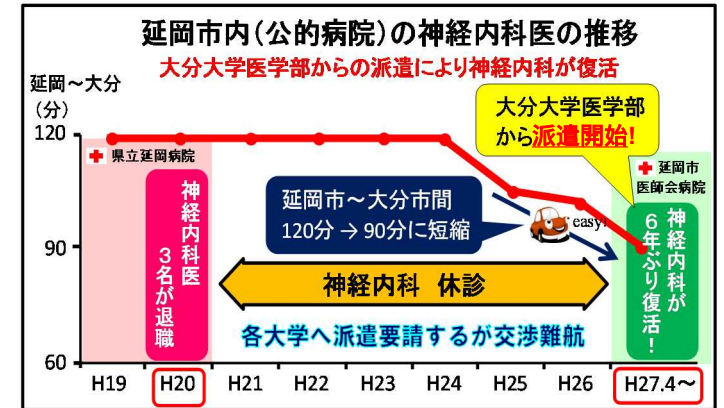 延岡市内(公的病院)の神経内科医の推移
大分大学医学部からの派遣により神経内科が復活
延岡～大分
(分)
120
90
60
県立延岡病院
神経内科医
３名が退職
延岡市～大分市間
120分 → 90分に短縮
easy!
大分大学医学部
から派遣開始!
延岡市
医師会病院
神経内科が
６年ぶり復活！
神経内科 休診
各大学へ派遣要請するが交渉難航
H19 H20 H21 H22 H23 H24 H25 H26 H27.4～